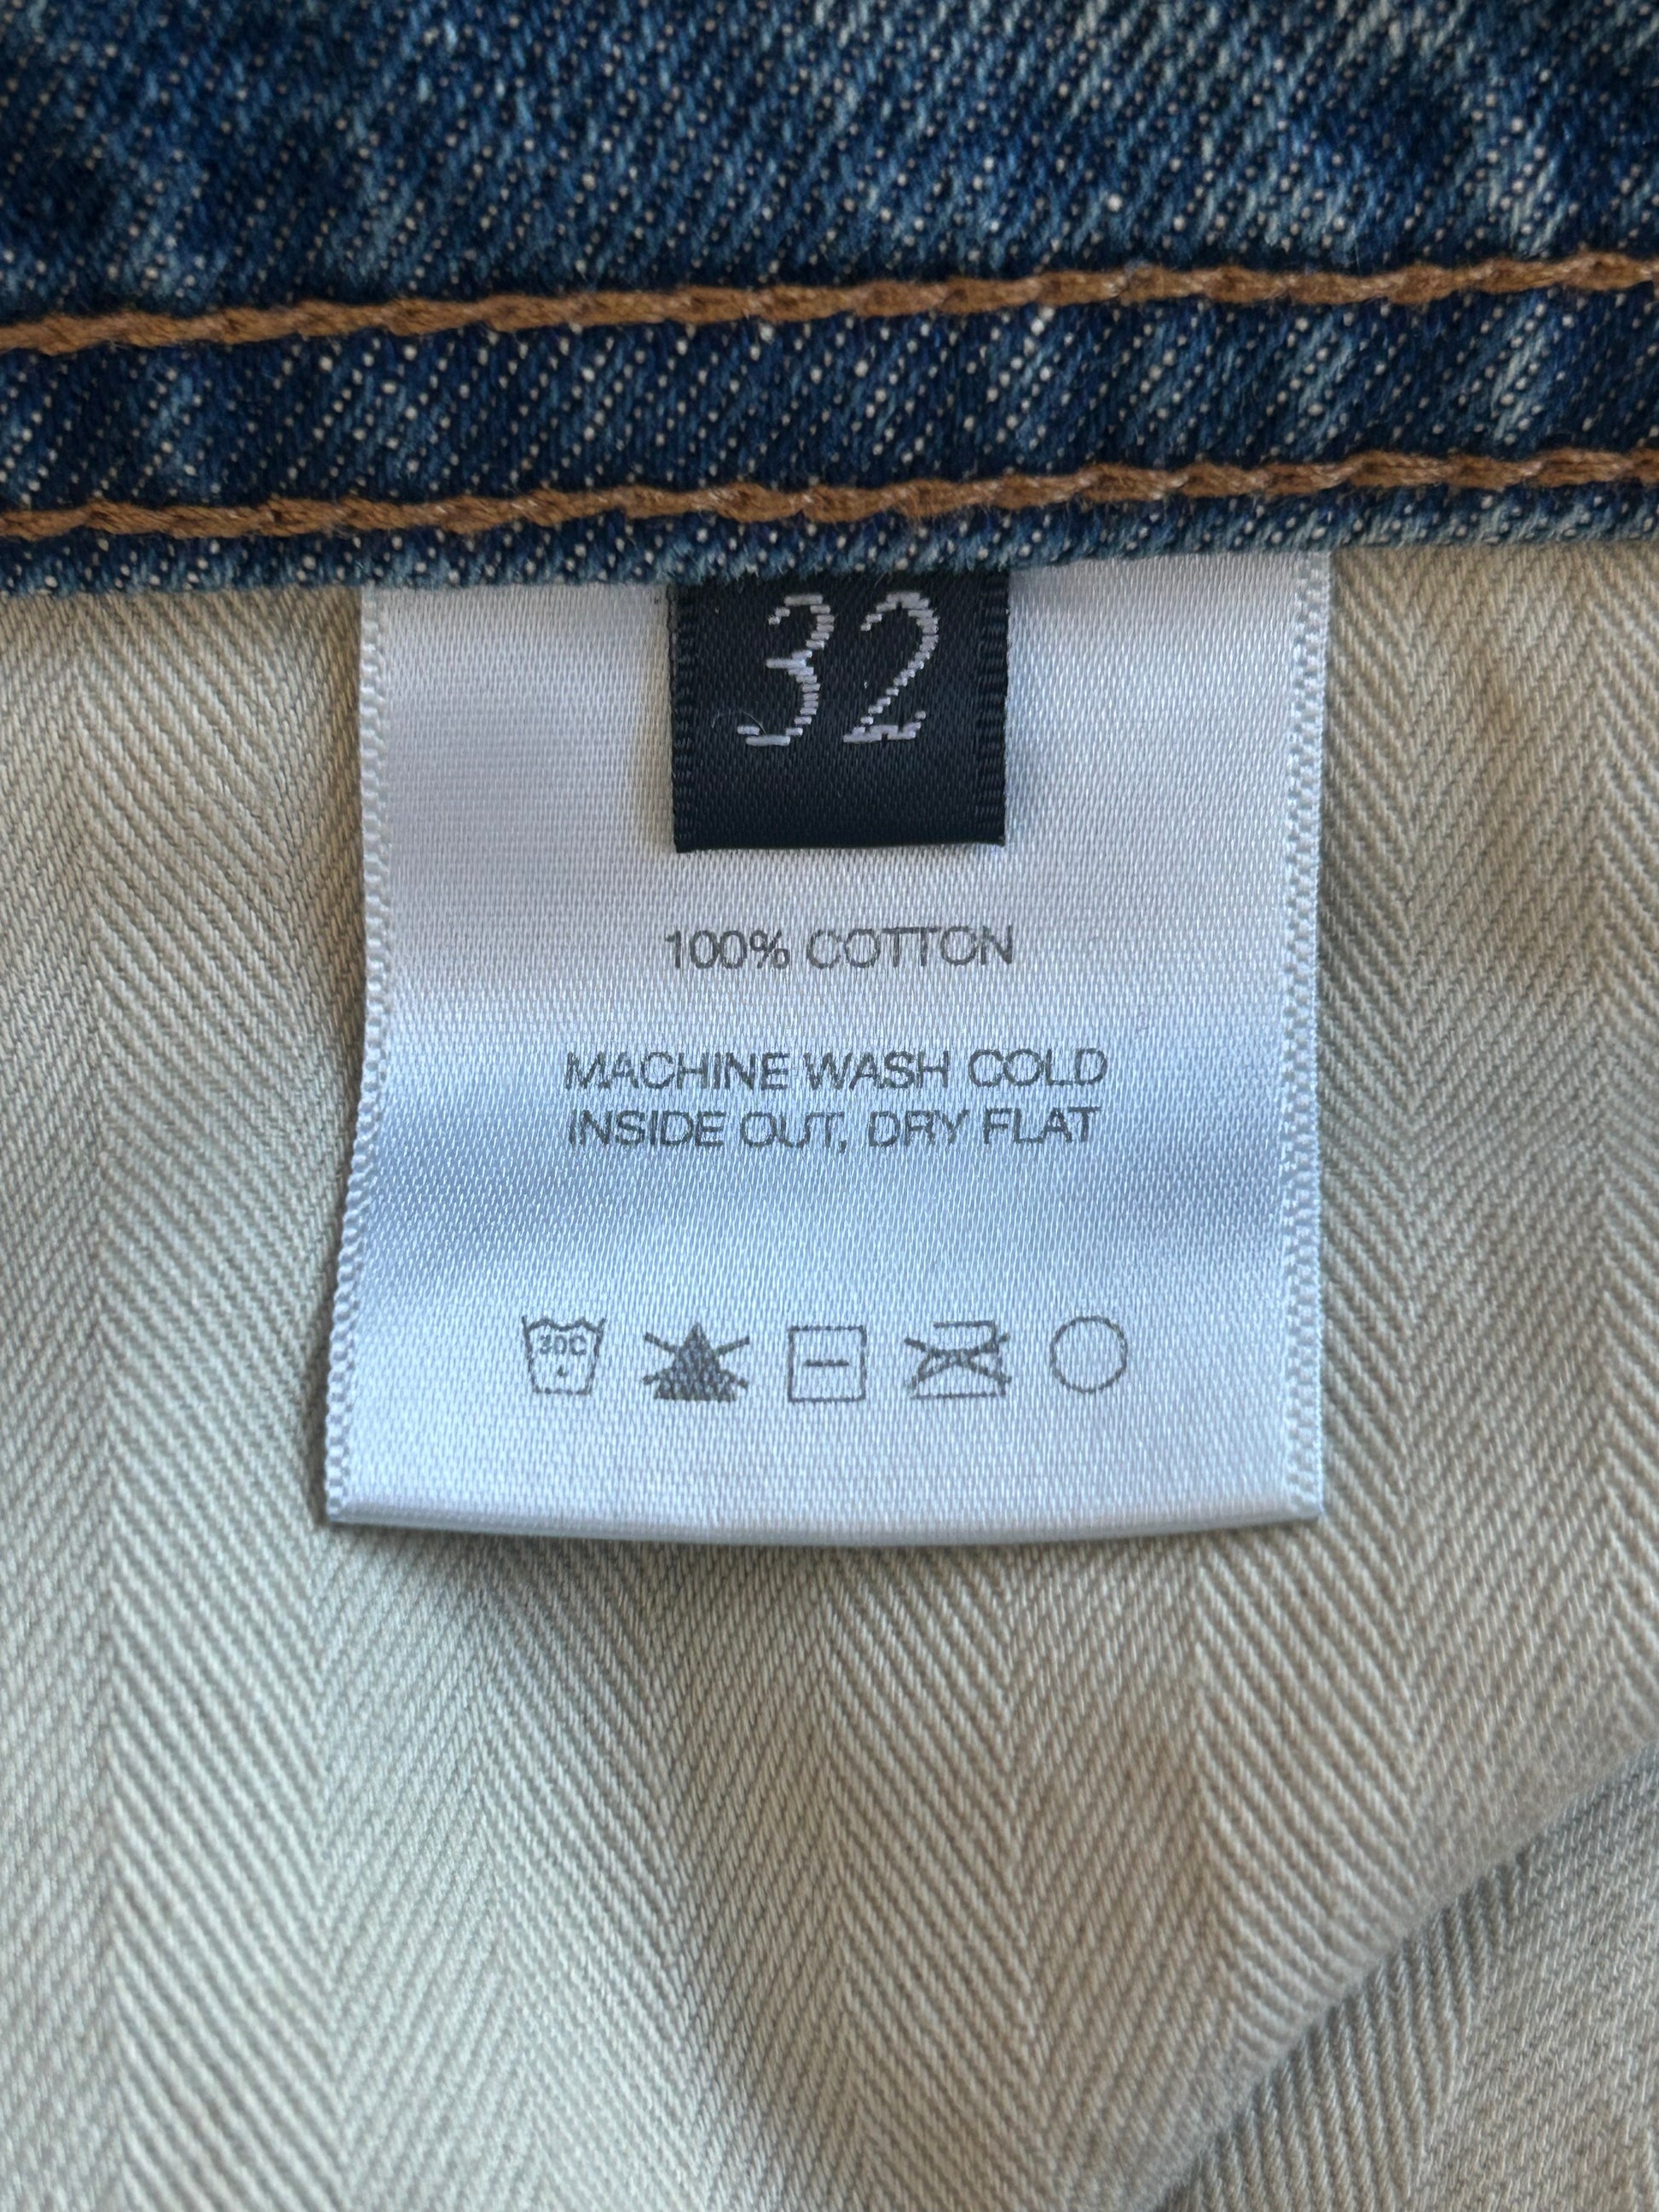 32
100% COTTON
MACHINE WASH COLD
INSIDE OUT, DRY FLAT
30C